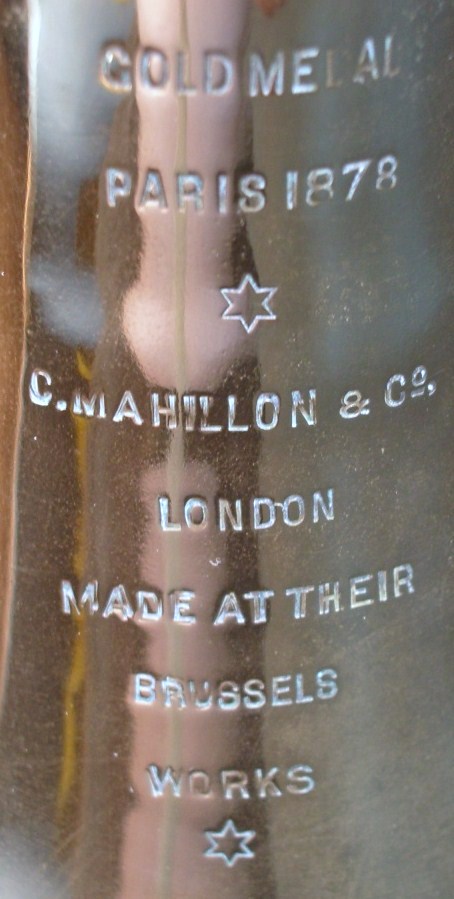 GOLD MEDAL
PARIS 1878
C. MAHILLON & Cº.
LONDON
MADE AT THEIR
BRUSSELS
WORKS